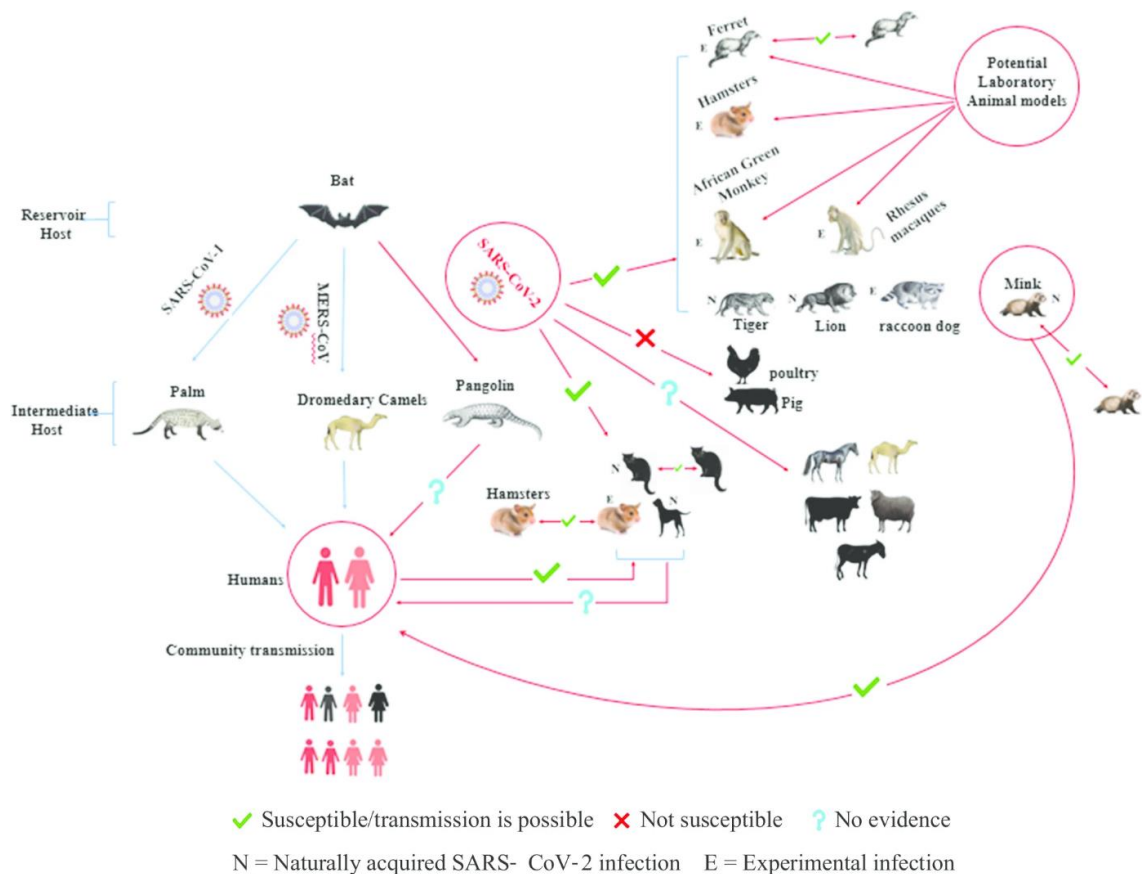 Ferret
E
Potential
Laboratory
Animal models
Hamsters
E
African Green
Monkey
E
E
Rhesus
macaques
Bat
Reservoir
Host
SARS-CoV-1
MERS-CoV
SARS-CoV-2
N
N
E
Tiger
Lion
raccoon dog
Mink
N
poultry
Pig
Intermediate
Host
Palm
Dromedary Camels
Pangolin
?
?
N
Hamsters
E
N
Humans
?
Community transmission
Susceptible/transmission is possible
Not susceptible
? No evidence
N = Naturally acquired SARS- CoV-2 infection
E = Experimental infection